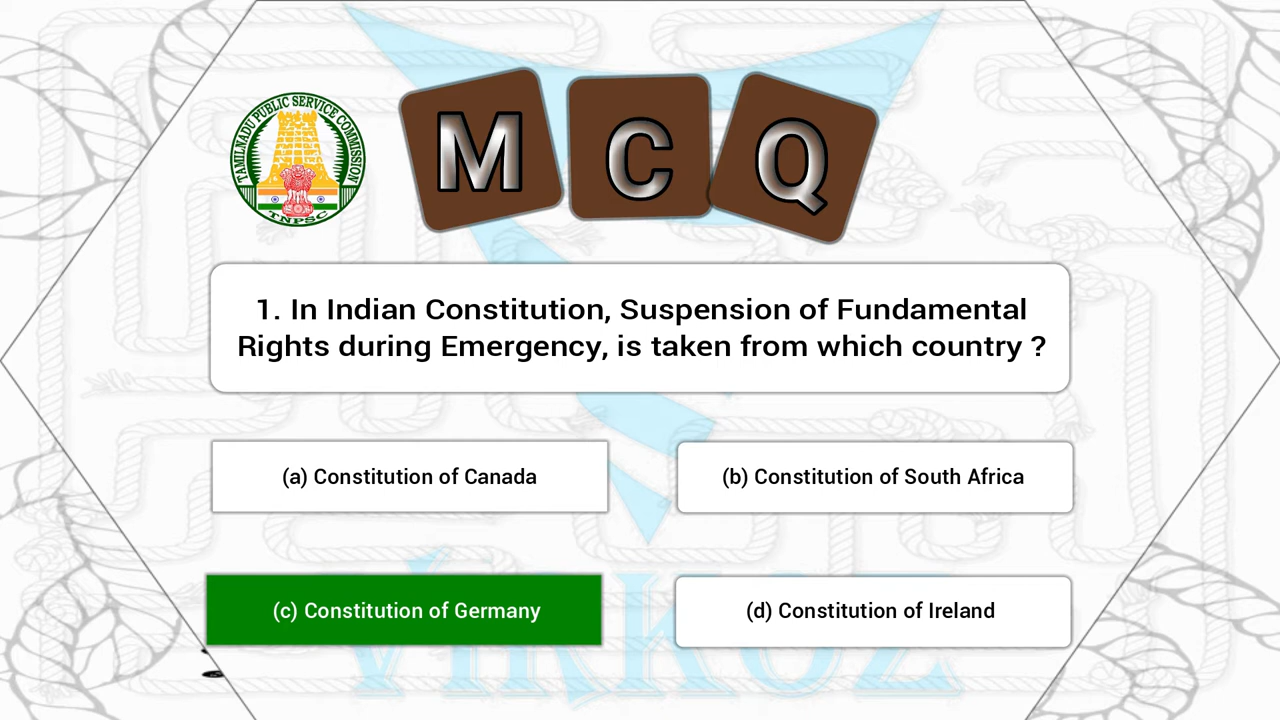 TAMILNADU PUBLIC SERVICE COMMISSION
TNPSC
M C Q
1. In Indian Constitution, Suspension of Fundamental
Rights during Emergency, is taken from which country ?
(a) Constitution of Canada
(b) Constitution of South Africa
(c) Constitution of Germany
(d) Constitution of Ireland
VIRKOZ